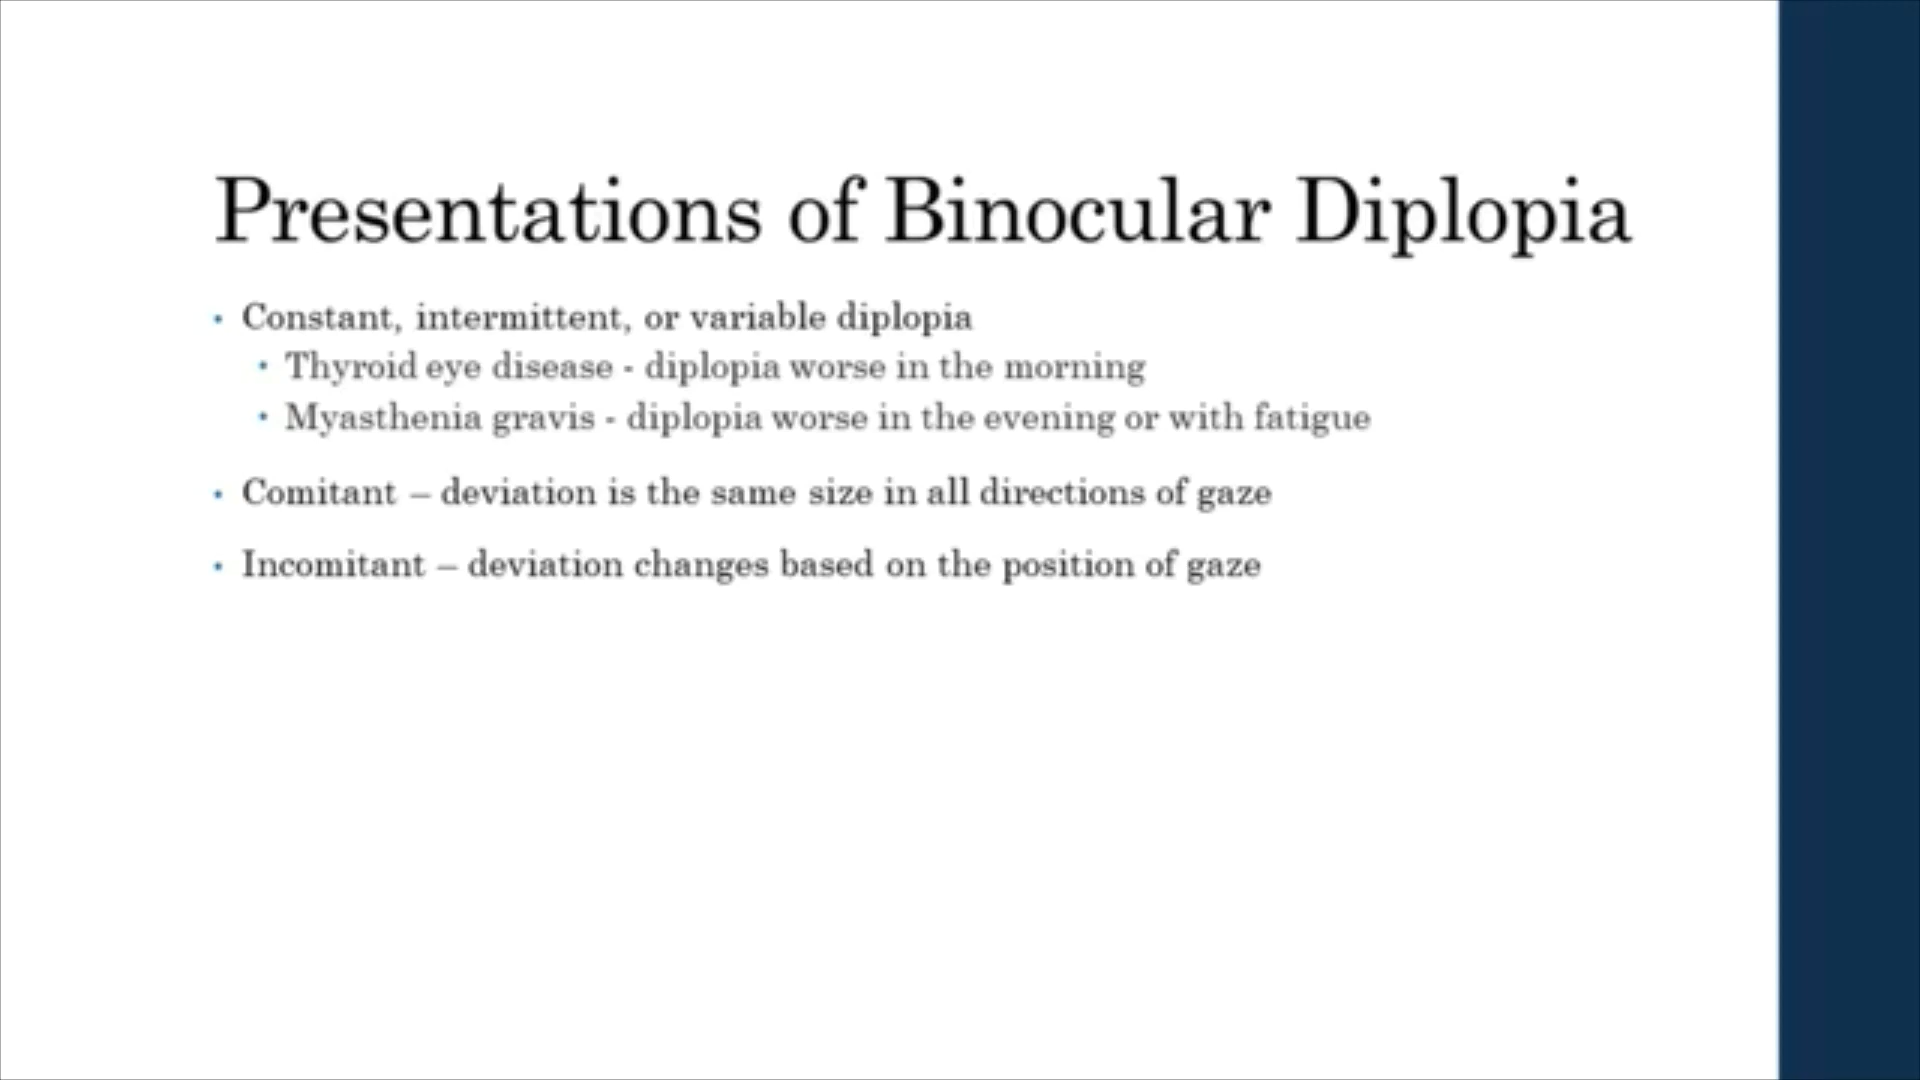 Presentations of Binocular Diplopia
• Constant, intermittent, or variable diplopia
• Thyroid eye disease - diplopia worse in the morning
• Myasthenia gravis - diplopia worse in the evening or with fatigue
• Comitant – deviation is the same size in all directions of gaze
• Incomitant – deviation changes based on the position of gaze